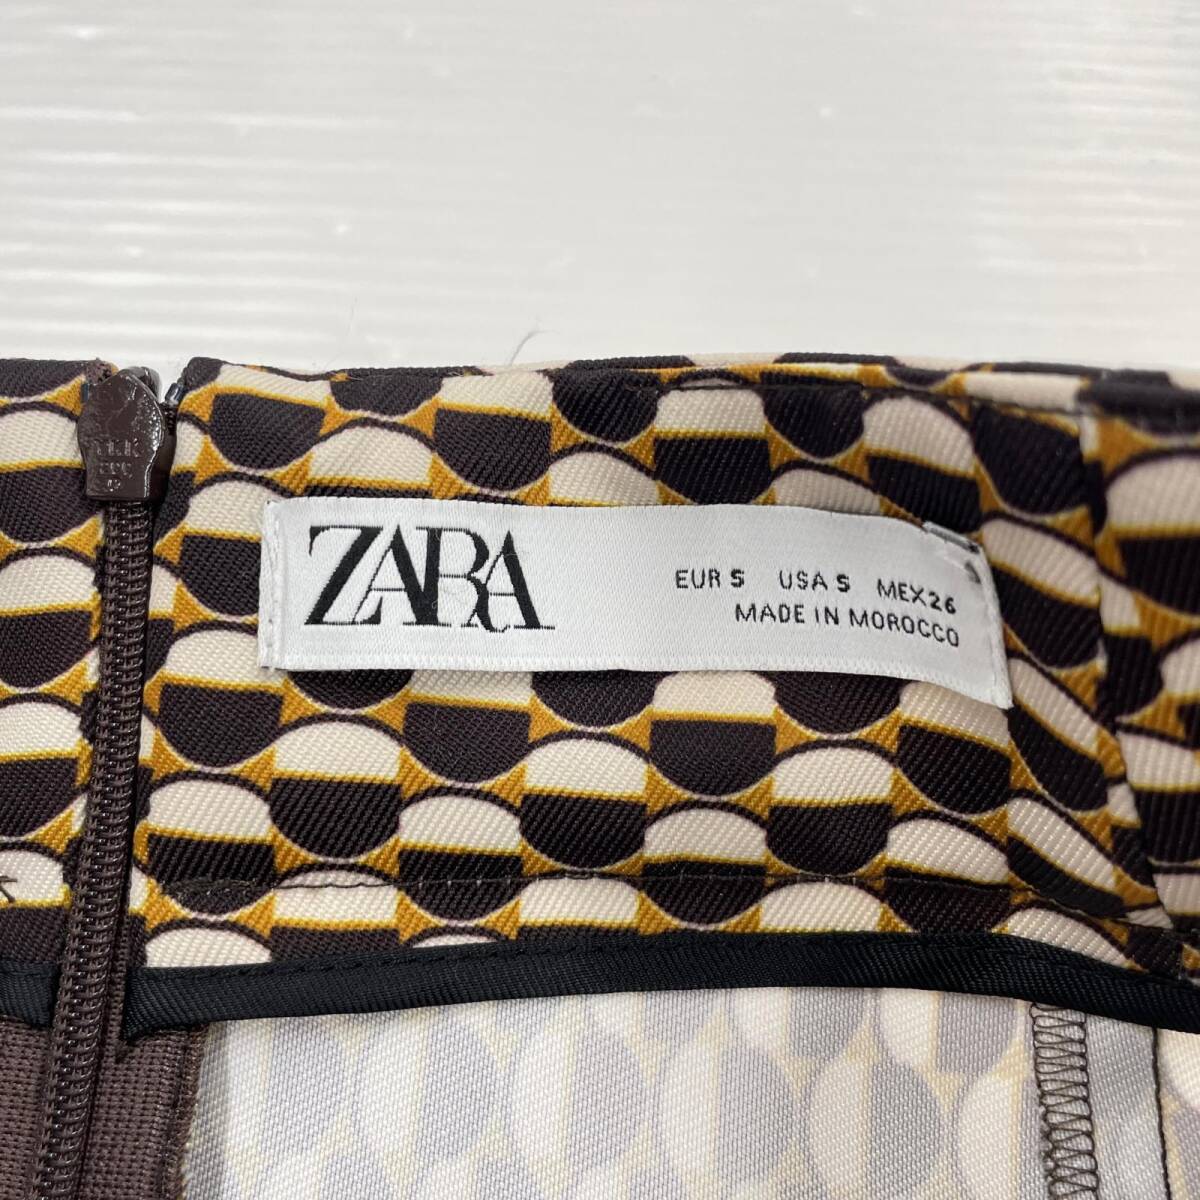 ZARA
EUR S USA S MEX 26
MADE IN MOROCCO